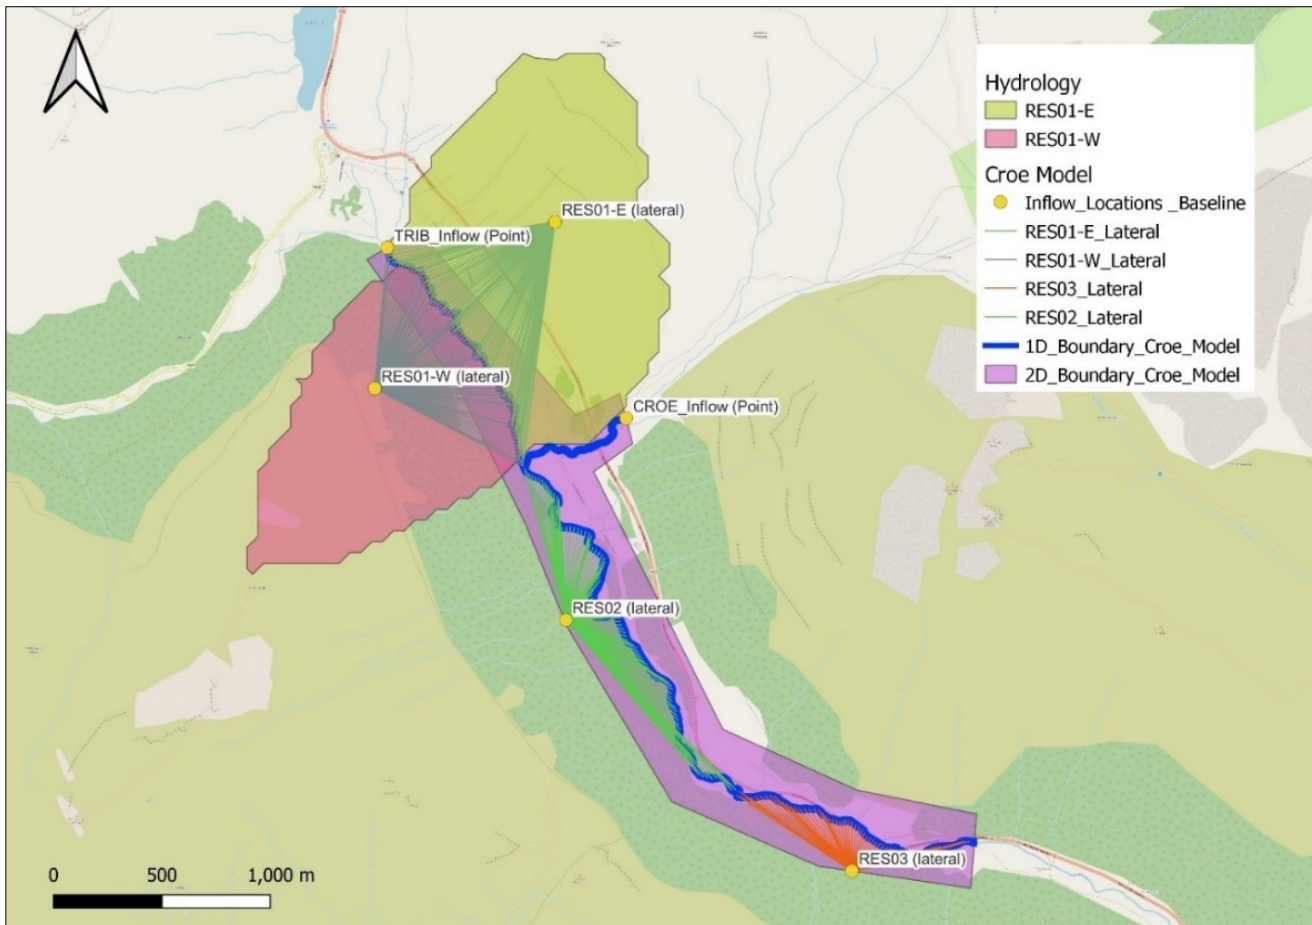 Hydrology
RES01-E
RES01-W
Croe Model
Inflow_Locations _Baseline
RES01-E_Lateral
RES01-W_Lateral
RES03_Lateral
RES02_Lateral
1D_Boundary_Croe_Model
2D_Boundary_Croe_Model
RES01-E (lateral)
TRIB_Inflow (Point)
RES01-W (lateral)
CROE_Inflow (Point)
RES02 (lateral)
RES03 (lateral)
0 500 1,000 m